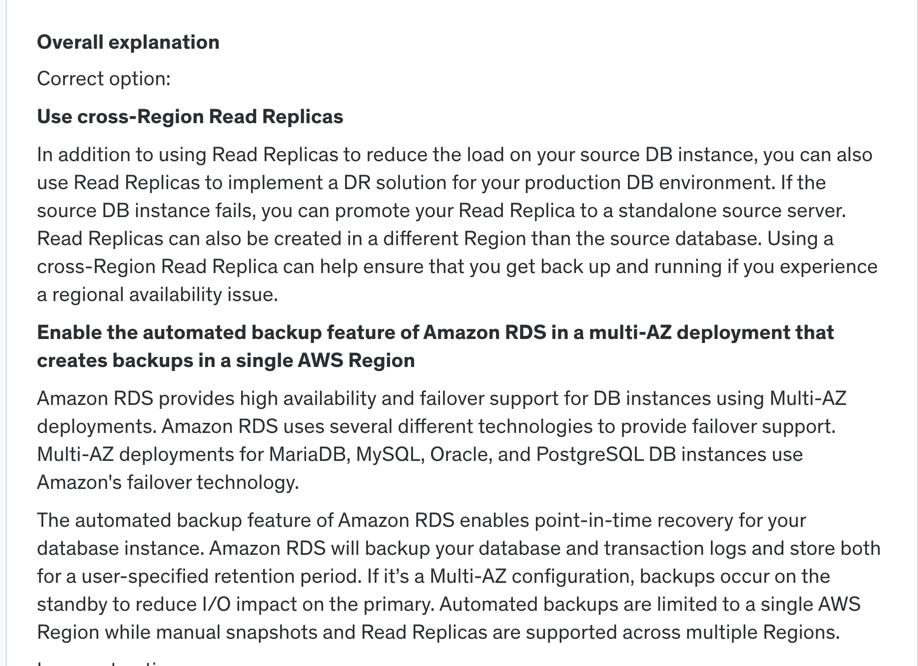 Overall explanation
Correct option:
Use cross-Region Read Replicas
In addition to using Read Replicas to reduce the load on your source DB instance, you can also
use Read Replicas to implement a DR solution for your production DB environment. If the
source DB instance fails, you can promote your Read Replica to a standalone source server.
Read Replicas can also be created in a different Region than the source database. Using a
cross-Region Read Replica can help ensure that you get back up and running if you experience
a regional availability issue.
Enable the automated backup feature of Amazon RDS in a multi-AZ deployment that
creates backups in a single AWS Region
Amazon RDS provides high availability and failover support for DB instances using Multi-AZ
deployments. Amazon RDS uses several different technologies to provide failover support.
Multi-AZ deployments for MariaDB, MySQL, Oracle, and PostgreSQL DB instances use
Amazon's failover technology.
The automated backup feature of Amazon RDS enables point-in-time recovery for your
database instance. Amazon RDS will backup your database and transaction logs and store both
for a user-specified retention period. If it’s a Multi-AZ configuration, backups occur on the
standby to reduce I/O impact on the primary. Automated backups are limited to a single AWS
Region while manual snapshots and Read Replicas are supported across multiple Regions.